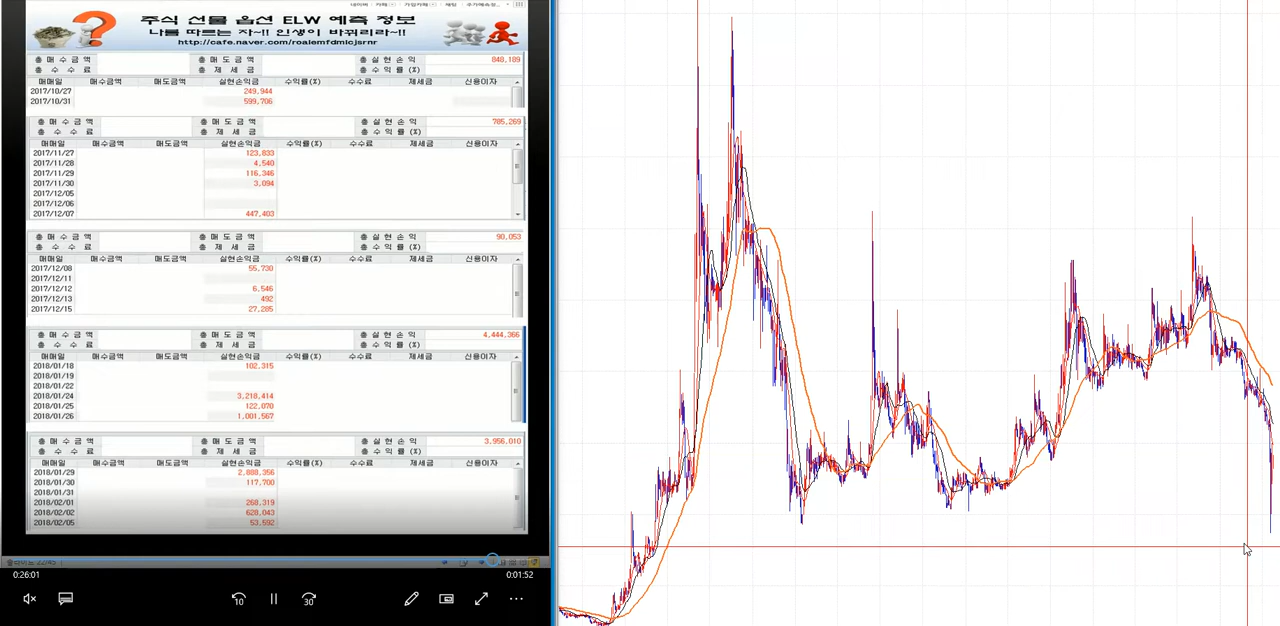 네이버 카페 가입카페 채팅
주식 선물 옵션 ELW 예측 정보
나를 따르는 자~!! 인생이 바뀌리라~!!
http://cafe.naver.com/roalemfdmicjsrnr
총 매 수 금 액 총 매 도 금 액 총 실 현 손 익 848,189
총 수 수 료 총 제 세 금 총 수 익 률 (%)
매매일 매수금액 매도금액 실현손익금 수익률(%) 수수료 제세금 신용이자
2017/10/27 249,944
2017/10/31 599,706
총 매 수 금 액 총 매 도 금 액 총 실 현 손 익 785,269
총 수 수 료 총 제 세 금 총 수 익 률 (%)
매매일 매수금액 매도금액 실현손익금 수익률(%) 수수료 제세금 신용이자
2017/11/27 123,833
2017/11/28 4,540
2017/11/29 116,346
2017/11/30 3,094
2017/12/05
2017/12/06
2017/12/07 447,403
총 매 수 금 액 총 매 도 금 액 총 실 현 손 익 90,053
총 수 수 료 총 제 세 금 총 수 익 률 (%)
매매일 매수금액 매도금액 실현손익금 수익률(%) 수수료 제세금 신용이자
2017/12/08 55,730
2017/12/11
2017/12/12 6,546
2017/12/13 492
2017/12/15 27,285
총 매 수 금 액 총 매 도 금 액 총 실 현 손 익 4,444,366
총 수 수 료 총 제 세 금 총 수 익 률 (%)
매매일 매수금액 매도금액 실현손익금 수익률(%) 수수료 제세금 신용이자
2018/01/18 102,315
2018/01/19
2018/01/22
2018/01/24 3,218,414
2018/01/25 122,070
2018/01/26 1,001,567
총 매 수 금 액 총 매 도 금 액 총 실 현 손 익 3,956,010
총 수 수 료 총 제 세 금 총 수 익 률 (%)
매매일 매수금액 매도금액 실현손익금 수익률(%) 수수료 제세금 신용이자
2018/01/29 2,888,356
2018/01/30 117,700
2018/01/31
2018/02/01 268,319
2018/02/02 628,043
2018/02/05 53,592
슬라이드 22/45
0:26:01 0:01:52
10 30